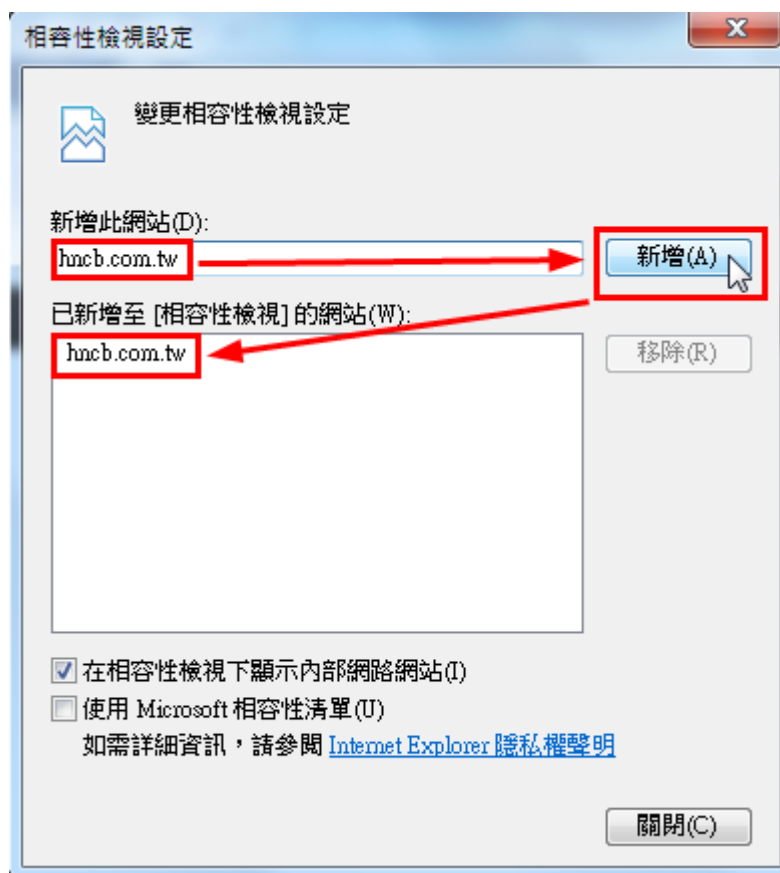 相容性檢視設定
變更相容性檢視設定
新增此網站(D):
hncb.com.tw
新增(A)
已新增至 [相容性檢視] 的網站(W):
hncb.com.tw
移除(R)
在相容性檢視下顯示內部網路網站(I)
使用 Microsoft 相容性清單(U)
如需詳細資訊，請參閱 Internet Explorer 隱私權聲明
關閉(C)